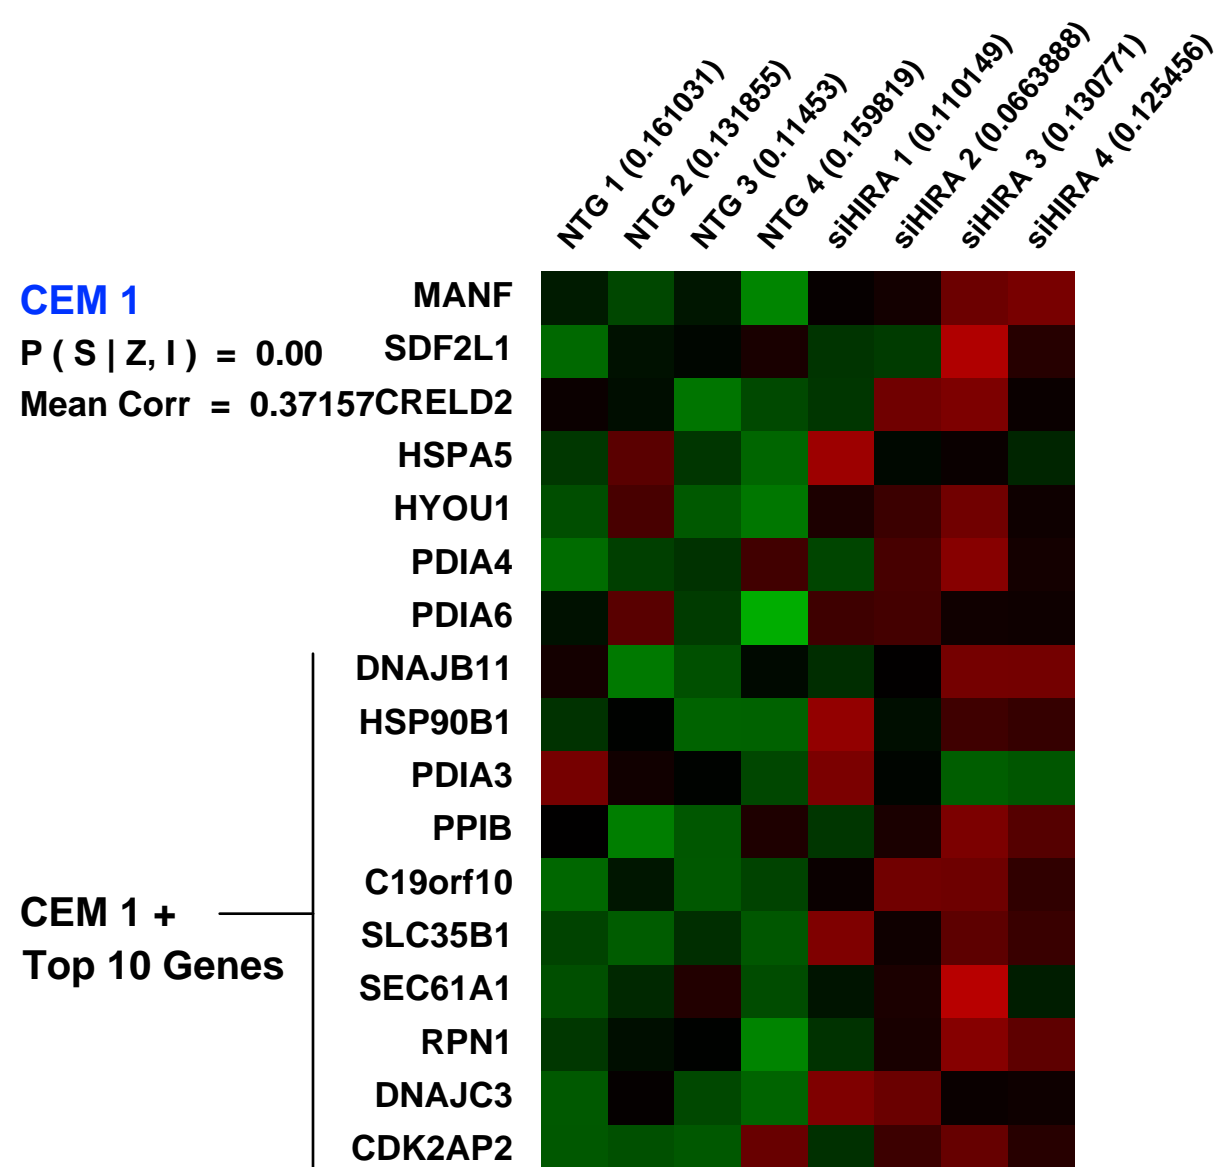 NTG 1 (0.161031)
NTG 2 (0.131855)
NTG 3 (0.11453)
NTG 4 (0.159819)
siHIRA 1 (0.110149)
siHIRA 2 (0.0663888)
siHIRA 3 (0.130771)
siHIRA 4 (0.125456)
CEM 1
P ( S | Z, I ) = 0.00
Mean Corr = 0.37157
MANF
SDF2L1
CRELD2
HSPA5
HYOU1
PDIA4
PDIA6
DNAJB11
HSP90B1
PDIA3
PPIB
C19orf10
SLC35B1
SEC61A1
RPN1
DNAJC3
CDK2AP2
CEM 1 +
Top 10 Genes